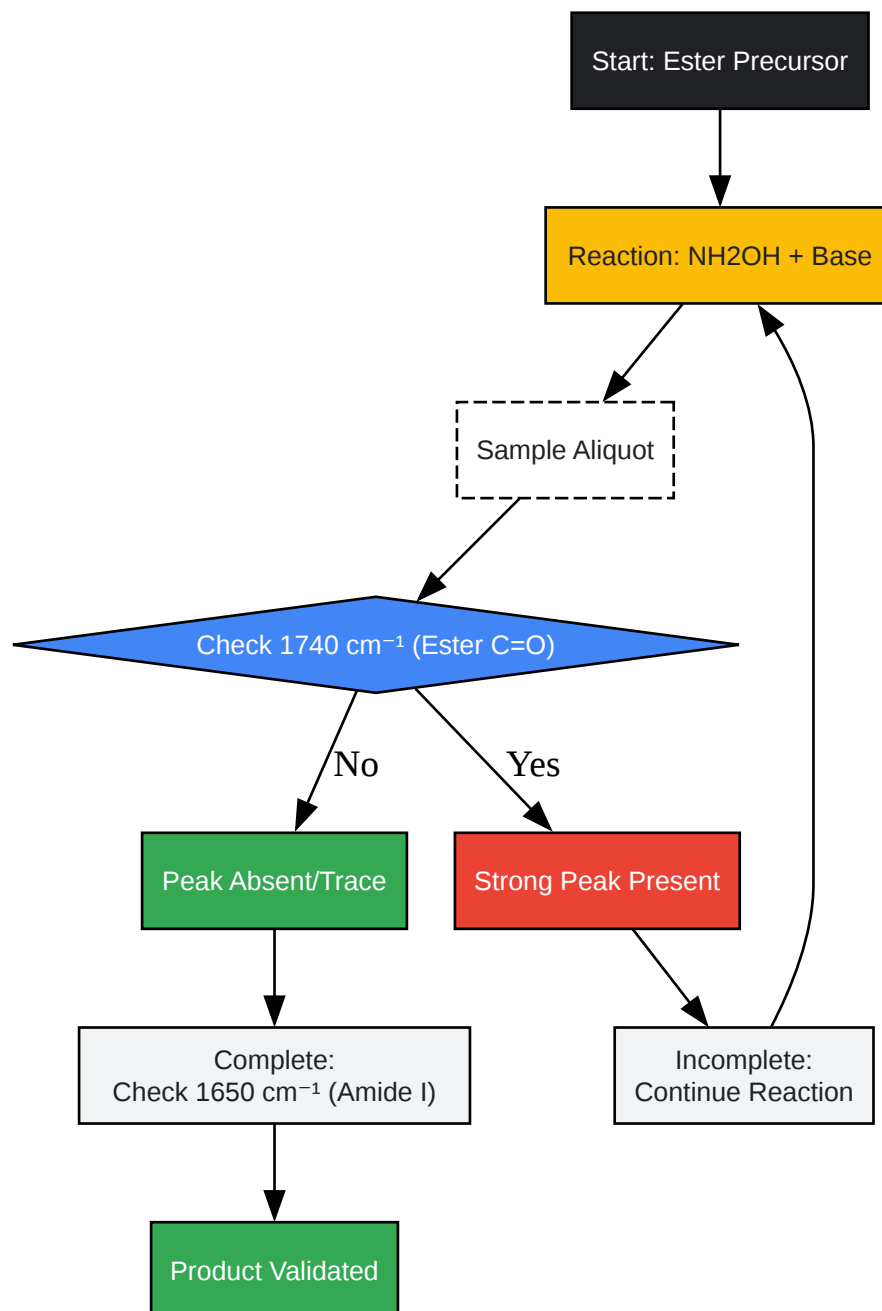 Start: Ester Precursor
Reaction: NH2OH + Base
Sample Aliquot
Check 1740 cm⁻¹ (Ester C=O)
No
Yes
Peak Absent/Trace
Strong Peak Present
Complete:
Check 1650 cm⁻¹ (Amide I)
Incomplete:
Continue Reaction
Product Validated